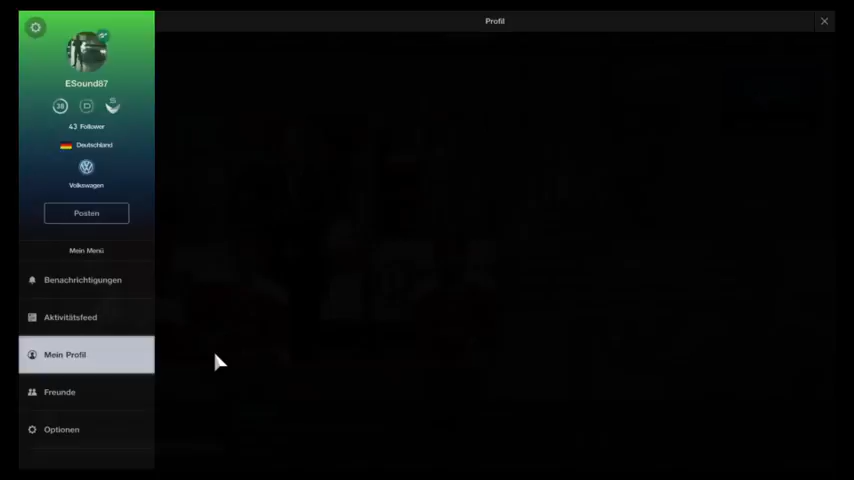 Profil
ESound87
38
D
S
43 Follower
Deutschland
Volkswagen
Posten
Mein Menü
Benachrichtigungen
Aktivitätsfeed
Mein Profil
Freunde
Optionen